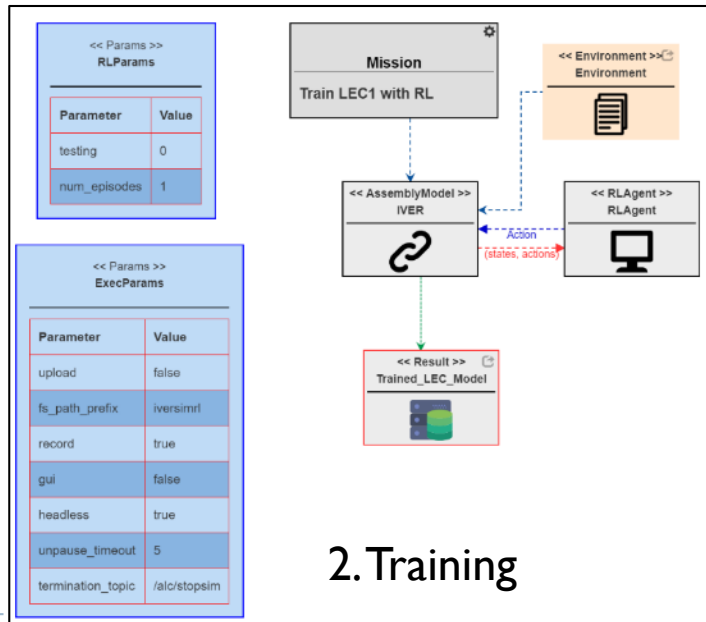 << Params >>
RLParams
Parameter Value
testing 0
num_episodes 1
Mission
Train LEC1 with RL
<< Environment >>
Environment
<< AssemblyModel >>
IVER
Action
(states, actions)
<< RLAgent >>
RLAgent
<< Params >>
ExecParams
Parameter Value
upload false
fs_path_prefix iversimrl
record true
gui false
headless true
unpause_timeout 5
termination_topic /alc/stopsim
<< Result >>
Trained_LEC_Model
2. Training